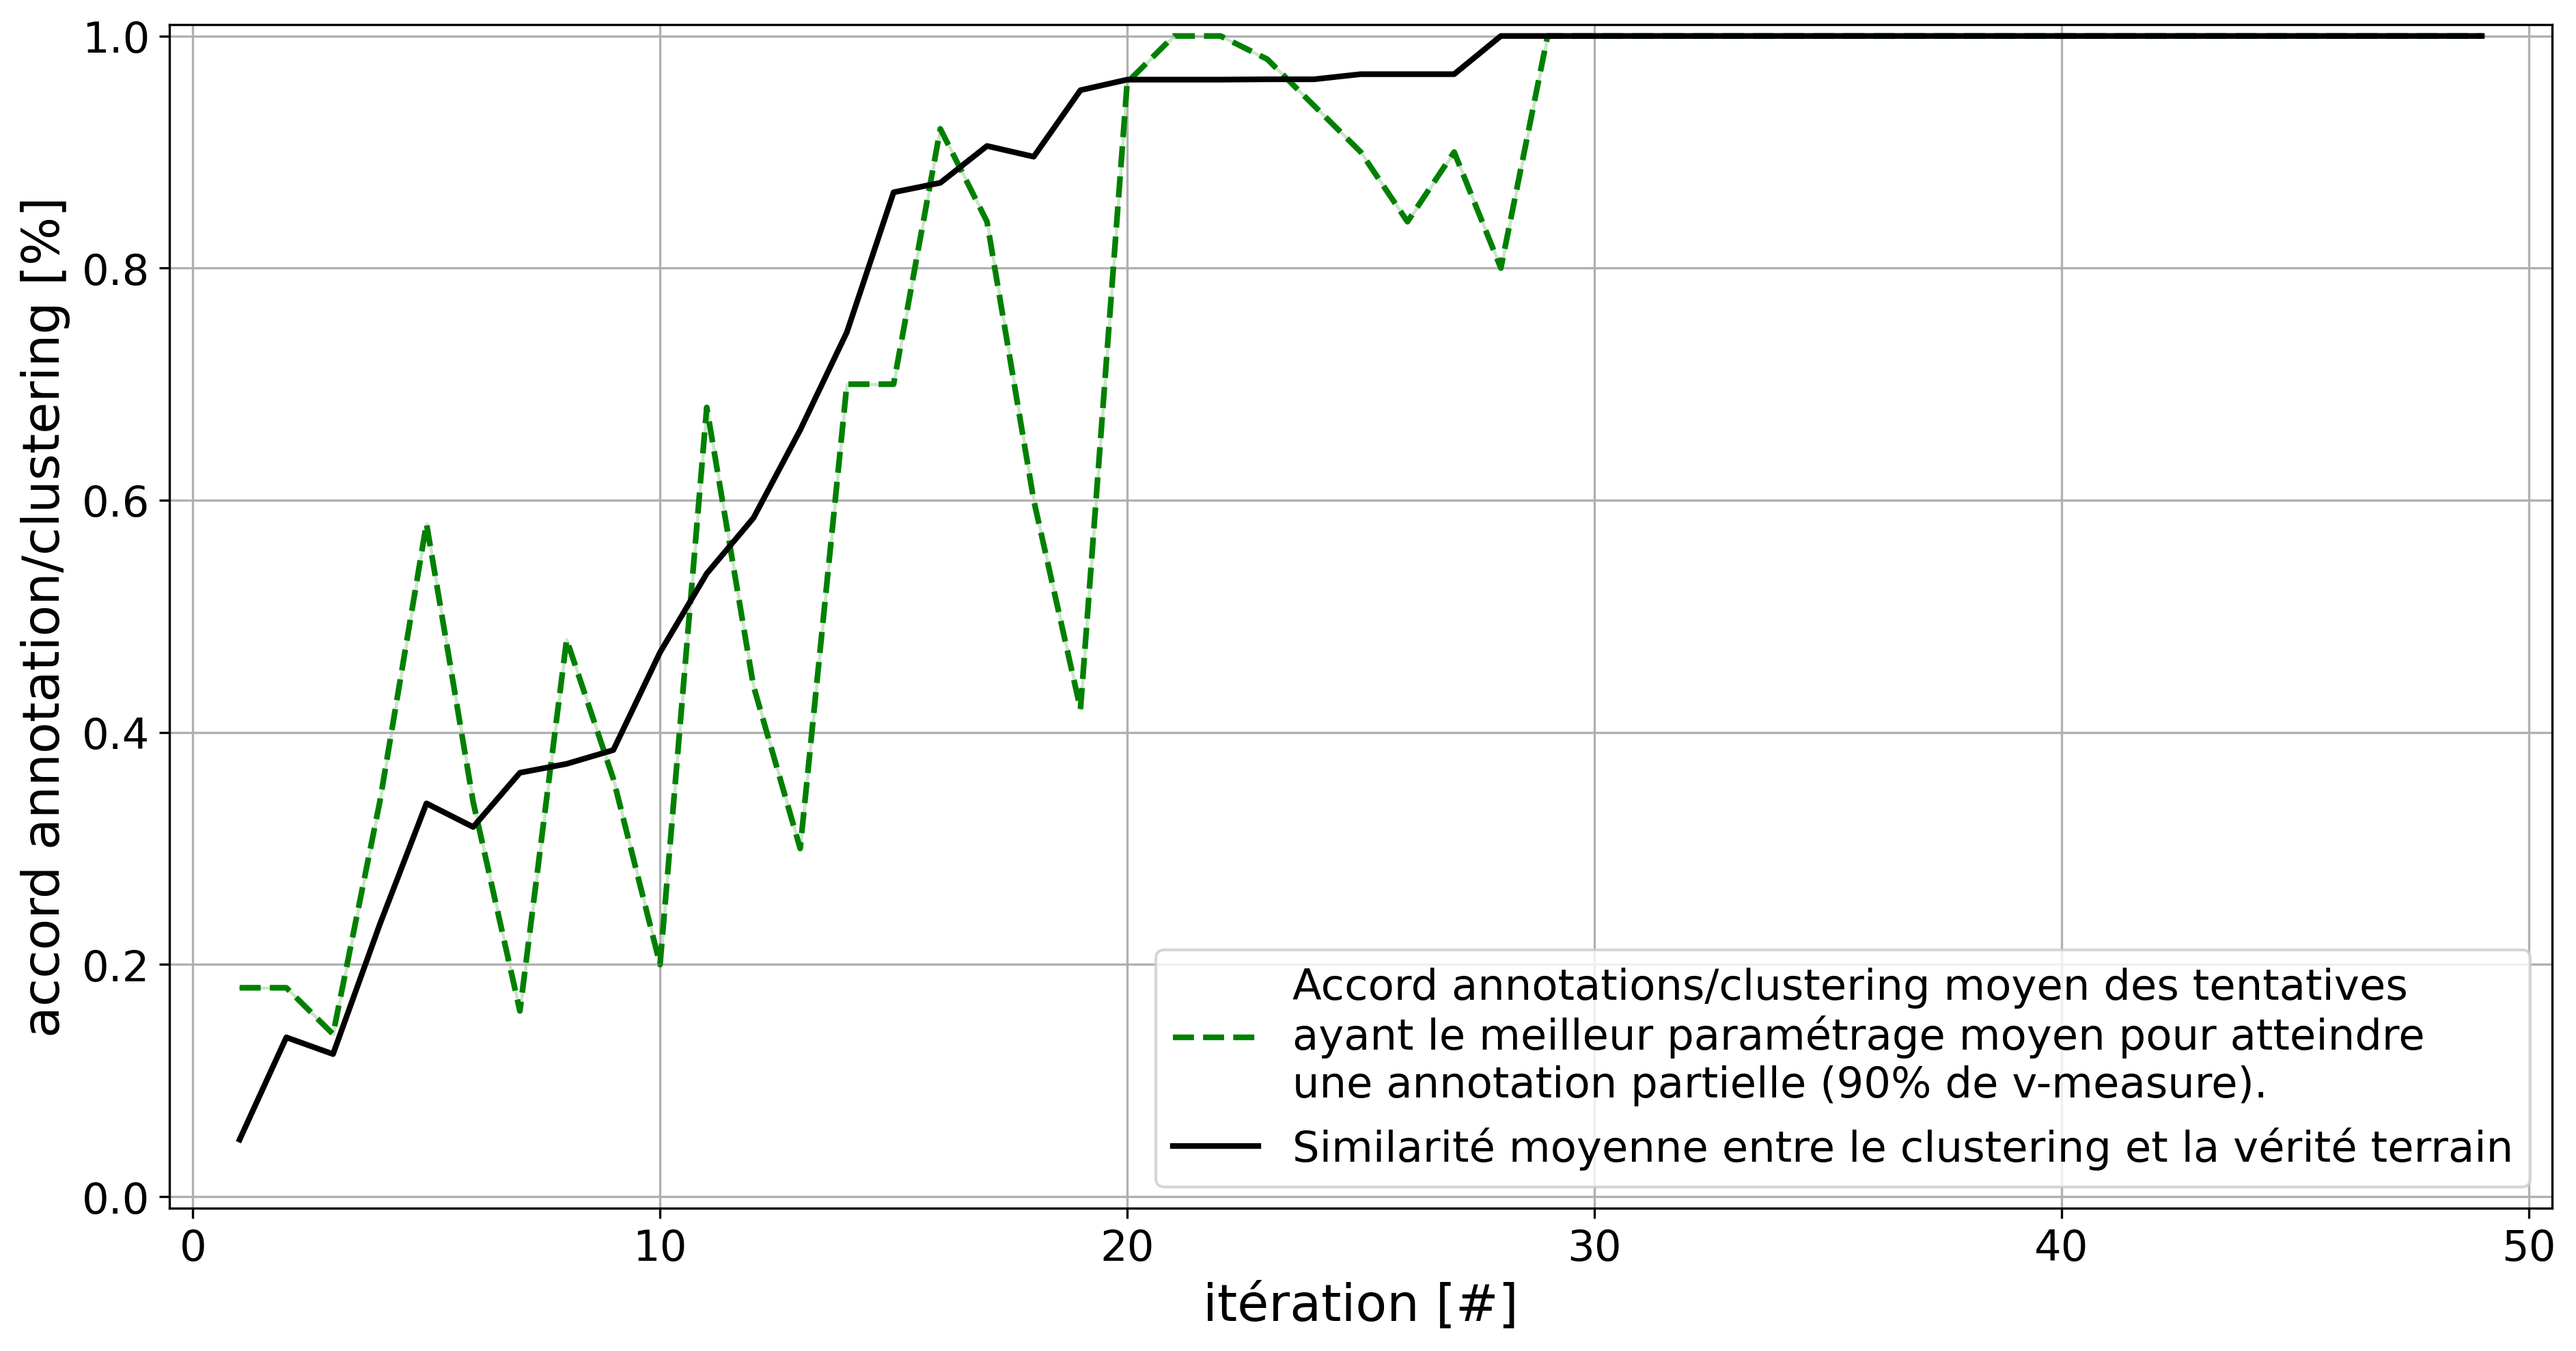 accord annotation/clustering [%]
1.0
0.8
0.6
0.4
0.2
0.0
0
10
20
30
40
50
itération [#]
Accord annotations/clustering moyen des tentatives
ayant le meilleur paramétrage moyen pour atteindre
une annotation partielle (90% de v-measure).
Similarité moyenne entre le clustering et la vérité terrain